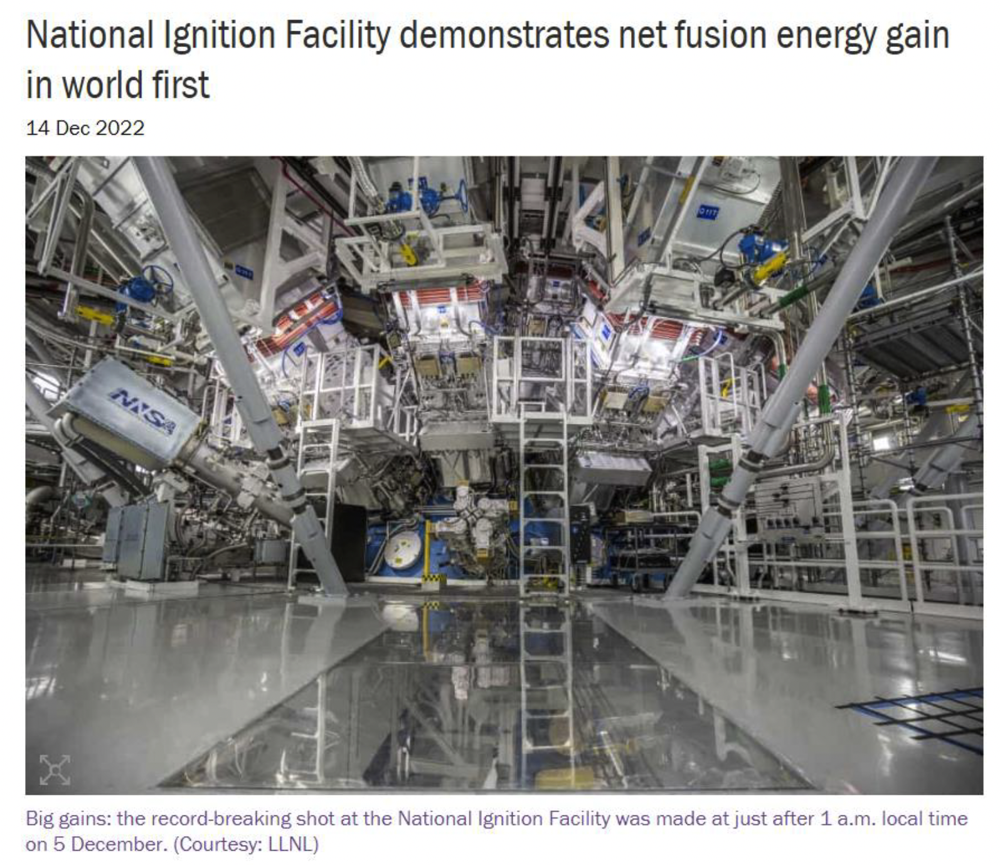 National Ignition Facility demonstrates net fusion energy gain
in world first
14 Dec 2022
NNSA
Big gains: the record-breaking shot at the National Ignition Facility was made at just after 1 a.m. local time
on 5 December. (Courtesy: LLNL)